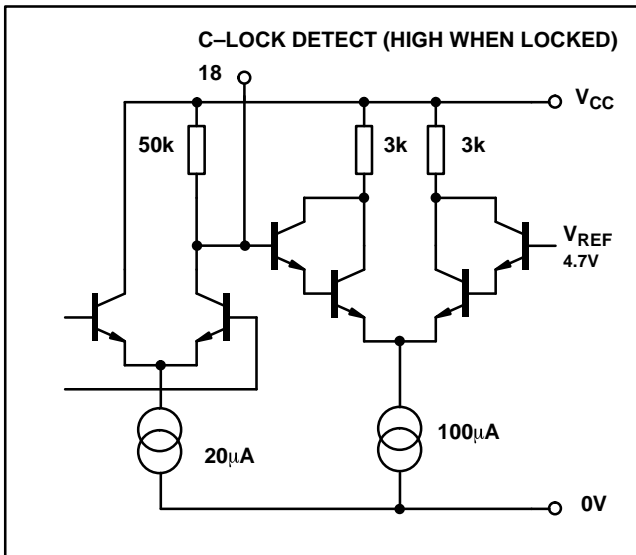 C–LOCK DETECT (HIGH WHEN LOCKED)
18
VCC
50k
3k
3k
VREF
4.7V
20μA
100μA
0V